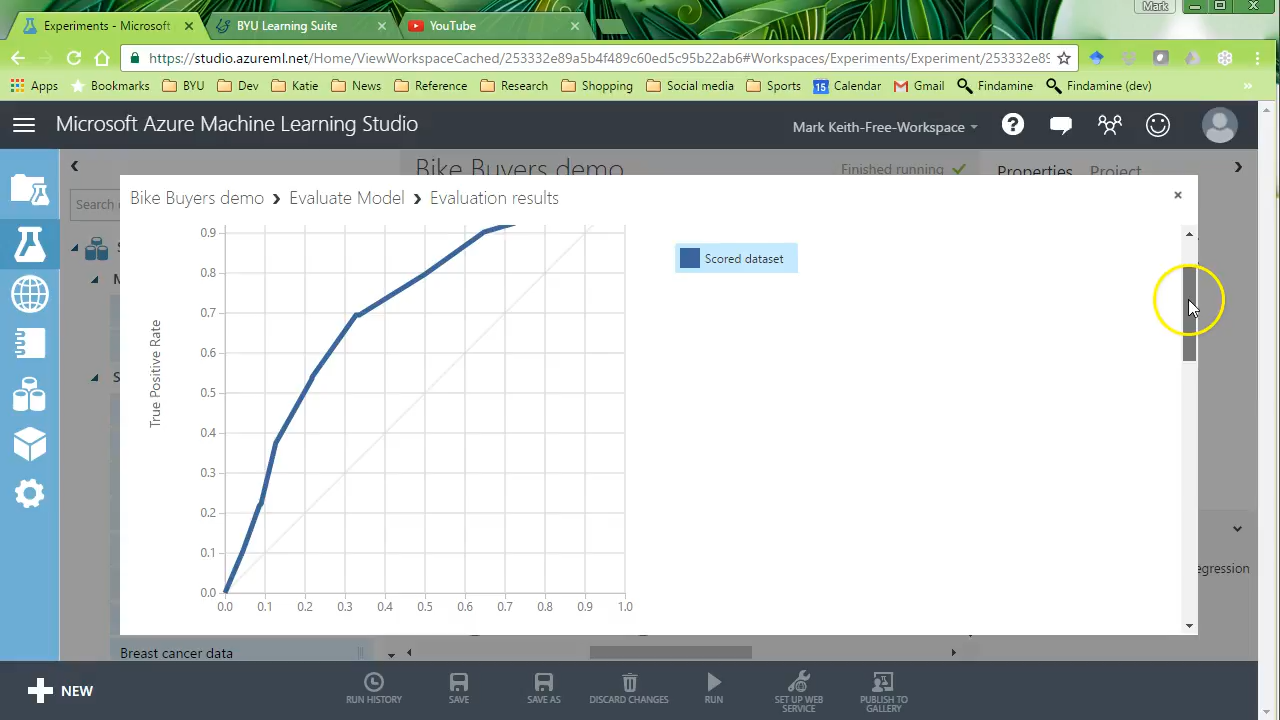 Mark
Experiments - Microsoft
BYU Learning Suite
YouTube
https://studio.azureml.net/Home/ViewWorkspaceCached/253332e89a5b4f489c60ed5c95b22ab6#Workspaces/Experiments/Experiment/253332e89
Apps
Bookmarks
BYU
Dev
Katie
News
Reference
Research
Shopping
Social media
Sports
15
Calendar
Gmail
Findamine
Findamine (dev)
»
Microsoft Azure Machine Learning Studio
Mark Keith-Free-Workspace
Bike Buyers demo
Finished running
Properties Project
Search
S
M
S
Bike Buyers demo › Evaluate Model › Evaluation results
×
0.9
0.8
0.7
0.6
0.5
0.4
0.3
0.2
0.1
0.0
True Positive Rate
0.0 0.1 0.2 0.3 0.4 0.5 0.6 0.7 0.8 0.9 1.0
Scored dataset
egression
Breast cancer data
NEW
RUN HISTORY
SAVE
SAVE AS
DISCARD CHANGES
RUN
SET UP WEB
SERVICE
PUBLISH TO
GALLERY